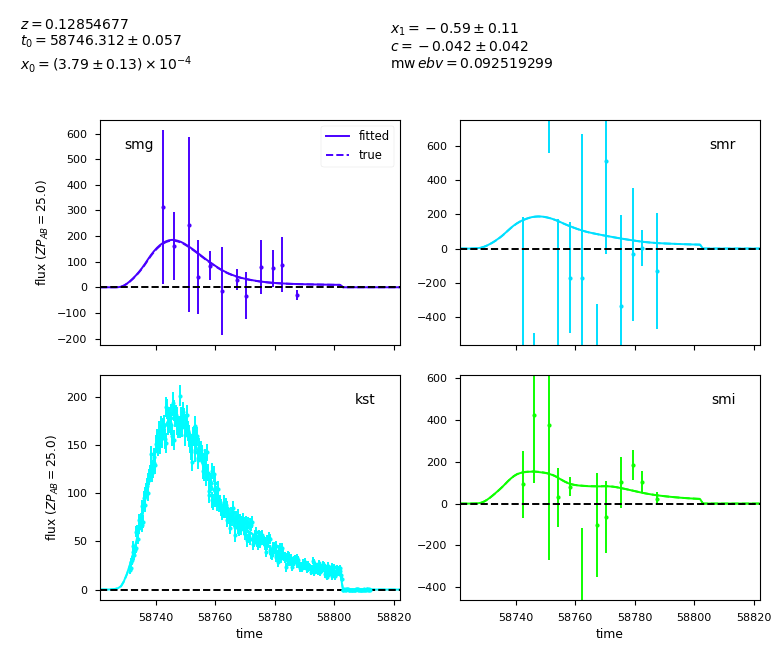 z = 0.12854677
t₀ = 58746.312 ± 0.057
x₀ = (3.79 ± 0.13) × 10⁻⁴
x₁ = −0.59 ± 0.11
c = −0.042 ± 0.042
mw ebv = 0.092519299
smg
fitted
true
flux (ZP_AB = 25.0)
600
500
400
300
200
100
0
−100
−200
smr
600
400
200
0
−200
−400
kst
flux (ZP_AB = 25.0)
200
150
100
50
0
58740 58760 58780 58800 58820
time
smi
600
400
200
0
−200
−400
58740 58760 58780 58800 58820
time